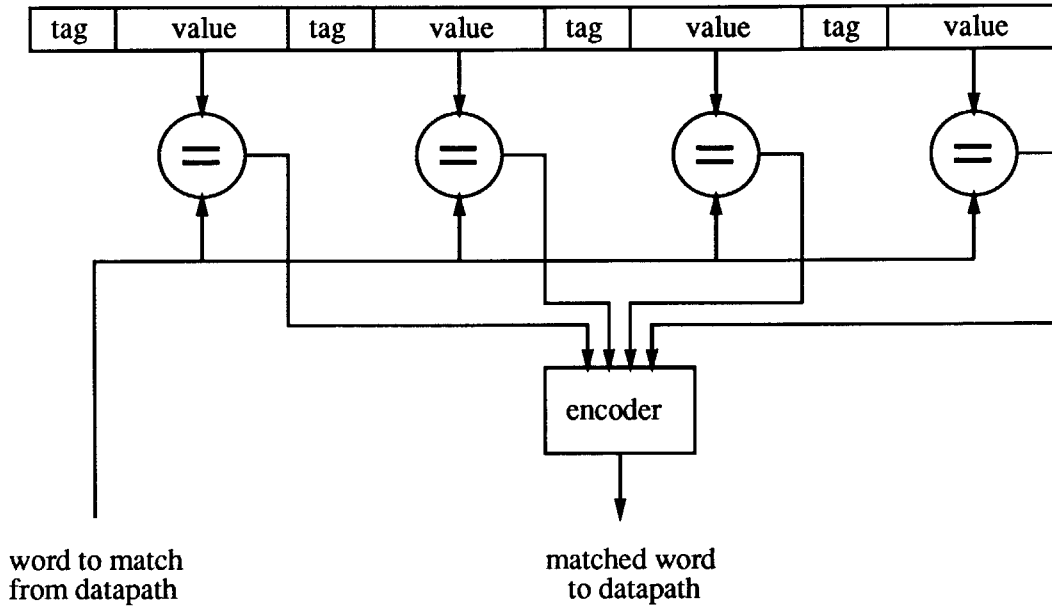 tag value tag value tag value tag value
= = = =
encoder
word to match
from datapath
matched word
to datapath